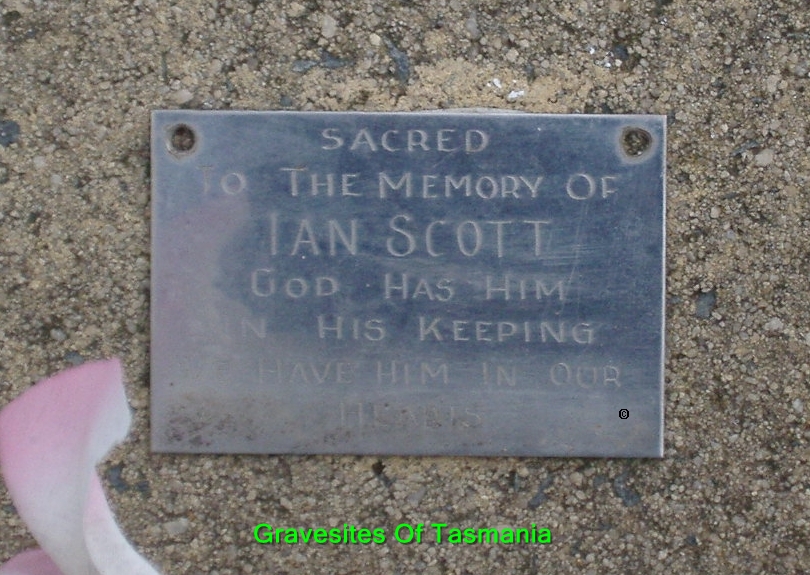 SACRED
TO THE MEMORY OF
IAN SCOTT
GOD HAS HIM
IN HIS KEEPING
WE HAVE HIM IN OUR
HEARTS
©
Gravesites Of Tasmania